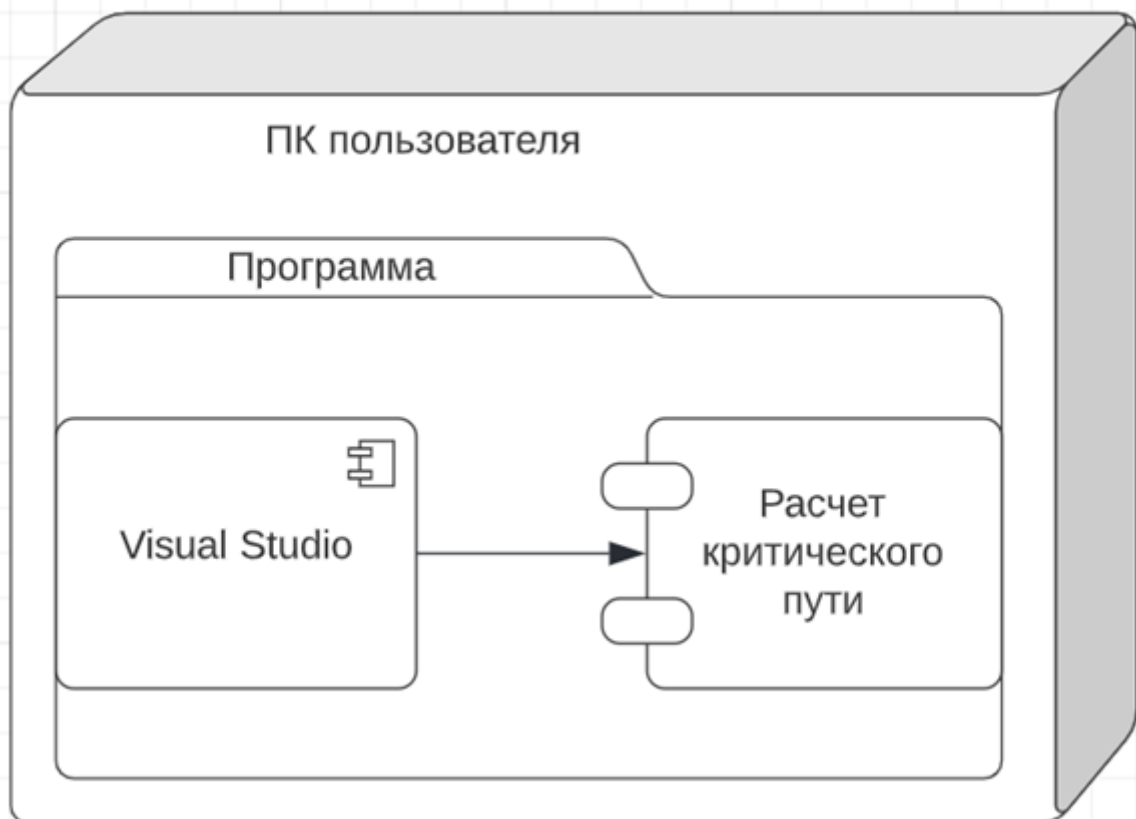 ПК пользователя
Программа
Visual Studio
Расчет
критического
пути